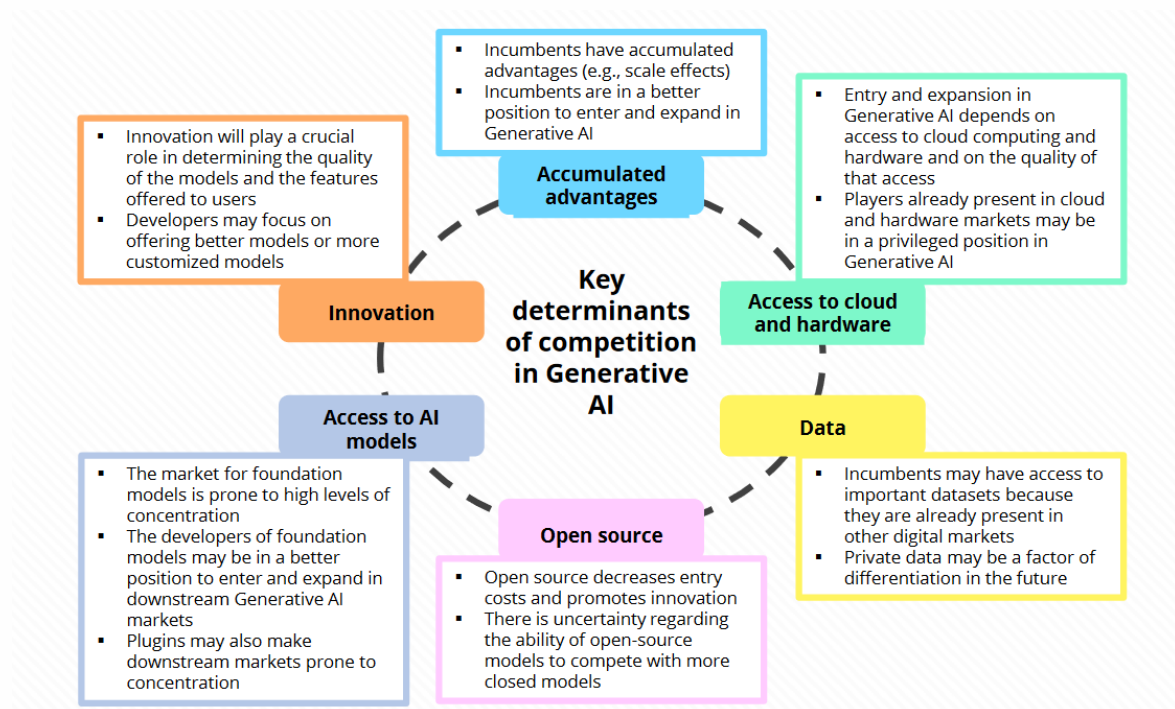 Key
determinants
of competition
in Generative
AI
▪ Incumbents have accumulated
advantages (e.g., scale effects)
▪ Incumbents are in a better
position to enter and expand in
Generative AI
Accumulated
advantages
▪ Entry and expansion in
Generative AI depends on
access to cloud computing and
hardware and on the quality of
that access
▪ Players already present in cloud
and hardware markets may be
in a privileged position in
Generative AI
Access to cloud
and hardware
Data
▪ Incumbents may have access to
important datasets because
they are already present in
other digital markets
▪ Private data may be a factor of
differentiation in the future
Open source
▪ Open source decreases entry
costs and promotes innovation
▪ There is uncertainty regarding
the ability of open-source
models to compete with more
closed models
Access to AI
models
▪ The market for foundation
models is prone to high levels of
concentration
▪ The developers of foundation
models may be in a better
position to enter and expand in
downstream Generative AI
markets
▪ Plugins may also make
downstream markets prone to
concentration
▪ Innovation will play a crucial
role in determining the quality
of the models and the features
offered to users
▪ Developers may focus on
offering better models or more
customized models
Innovation